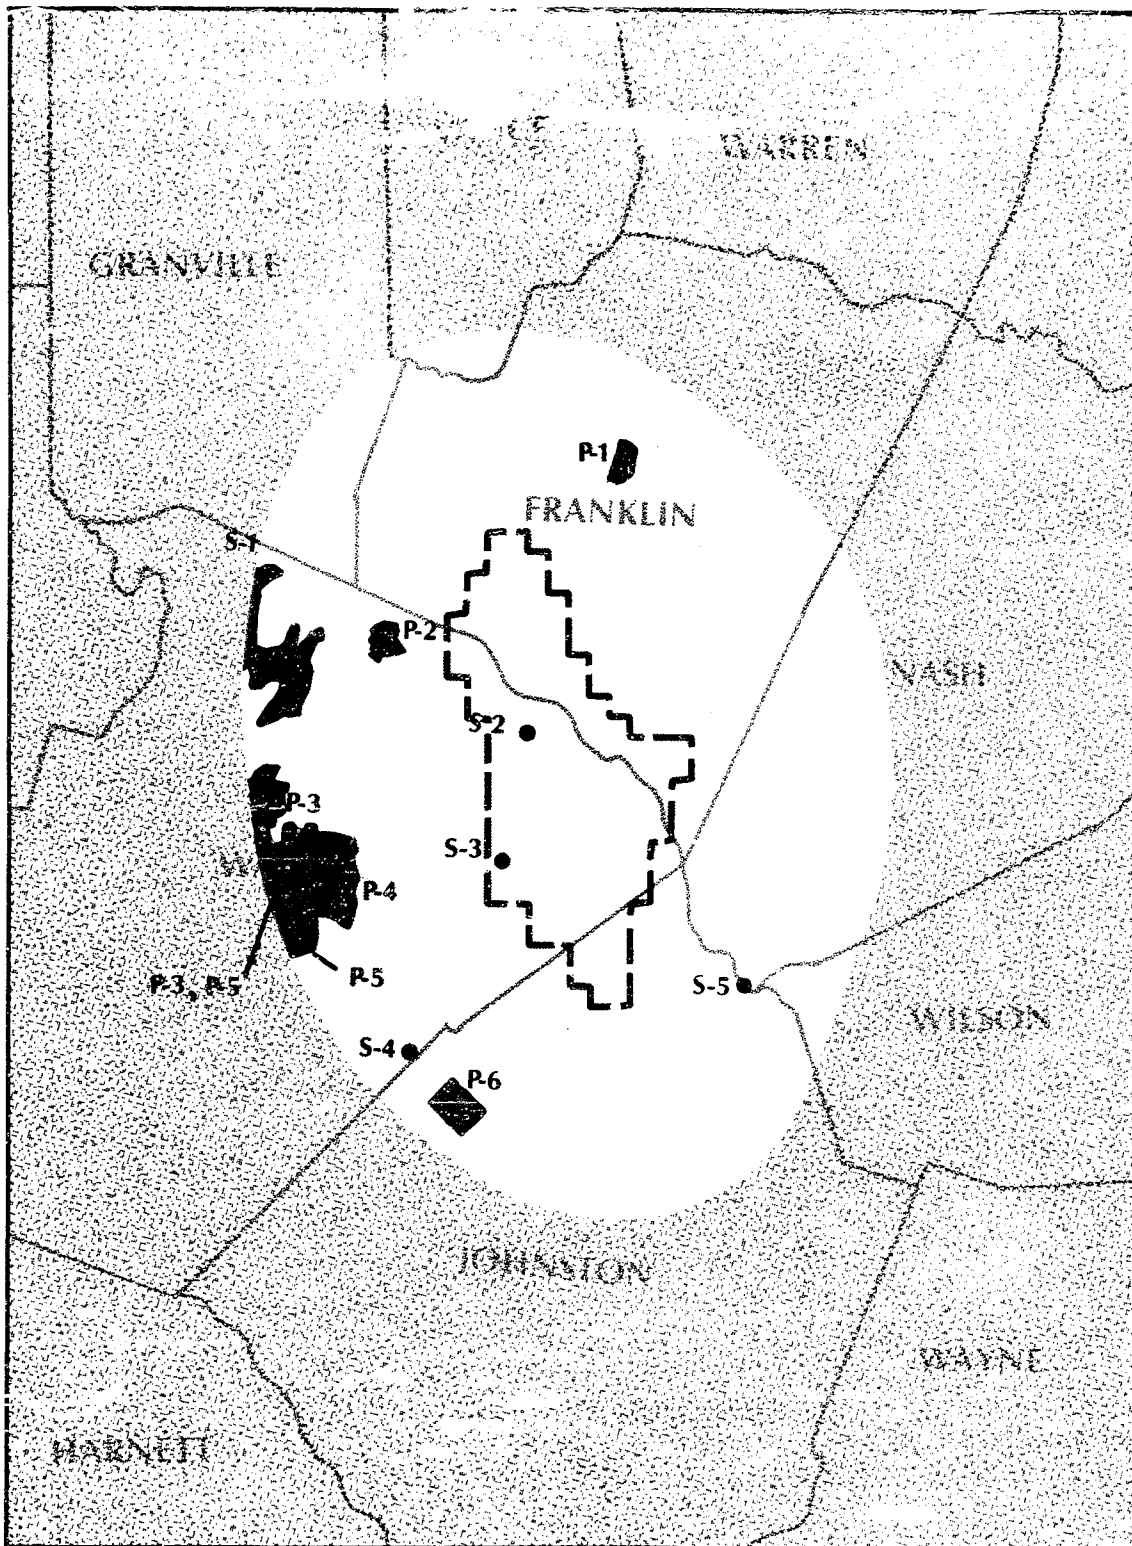 WARREN
GRANVILLE
P-1
FRANKLIN
S-1
P-2
NASH
S-2
P-3
S-3
P-4
P-3, P-5
P-5
S-5
WILSON
S-4
P-6
JOHNSTON
WAYNE
HARNETT